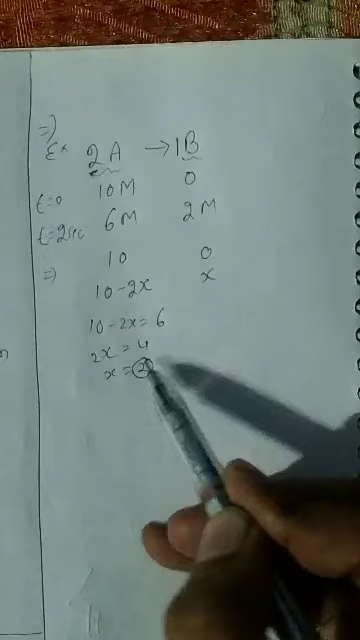 =>
Ex 2A → 1B
t=0 10M 0
t=2sec 6M 2M
=> 10 0
10-2x x
10-2x = 6
2x = 4
x = 2